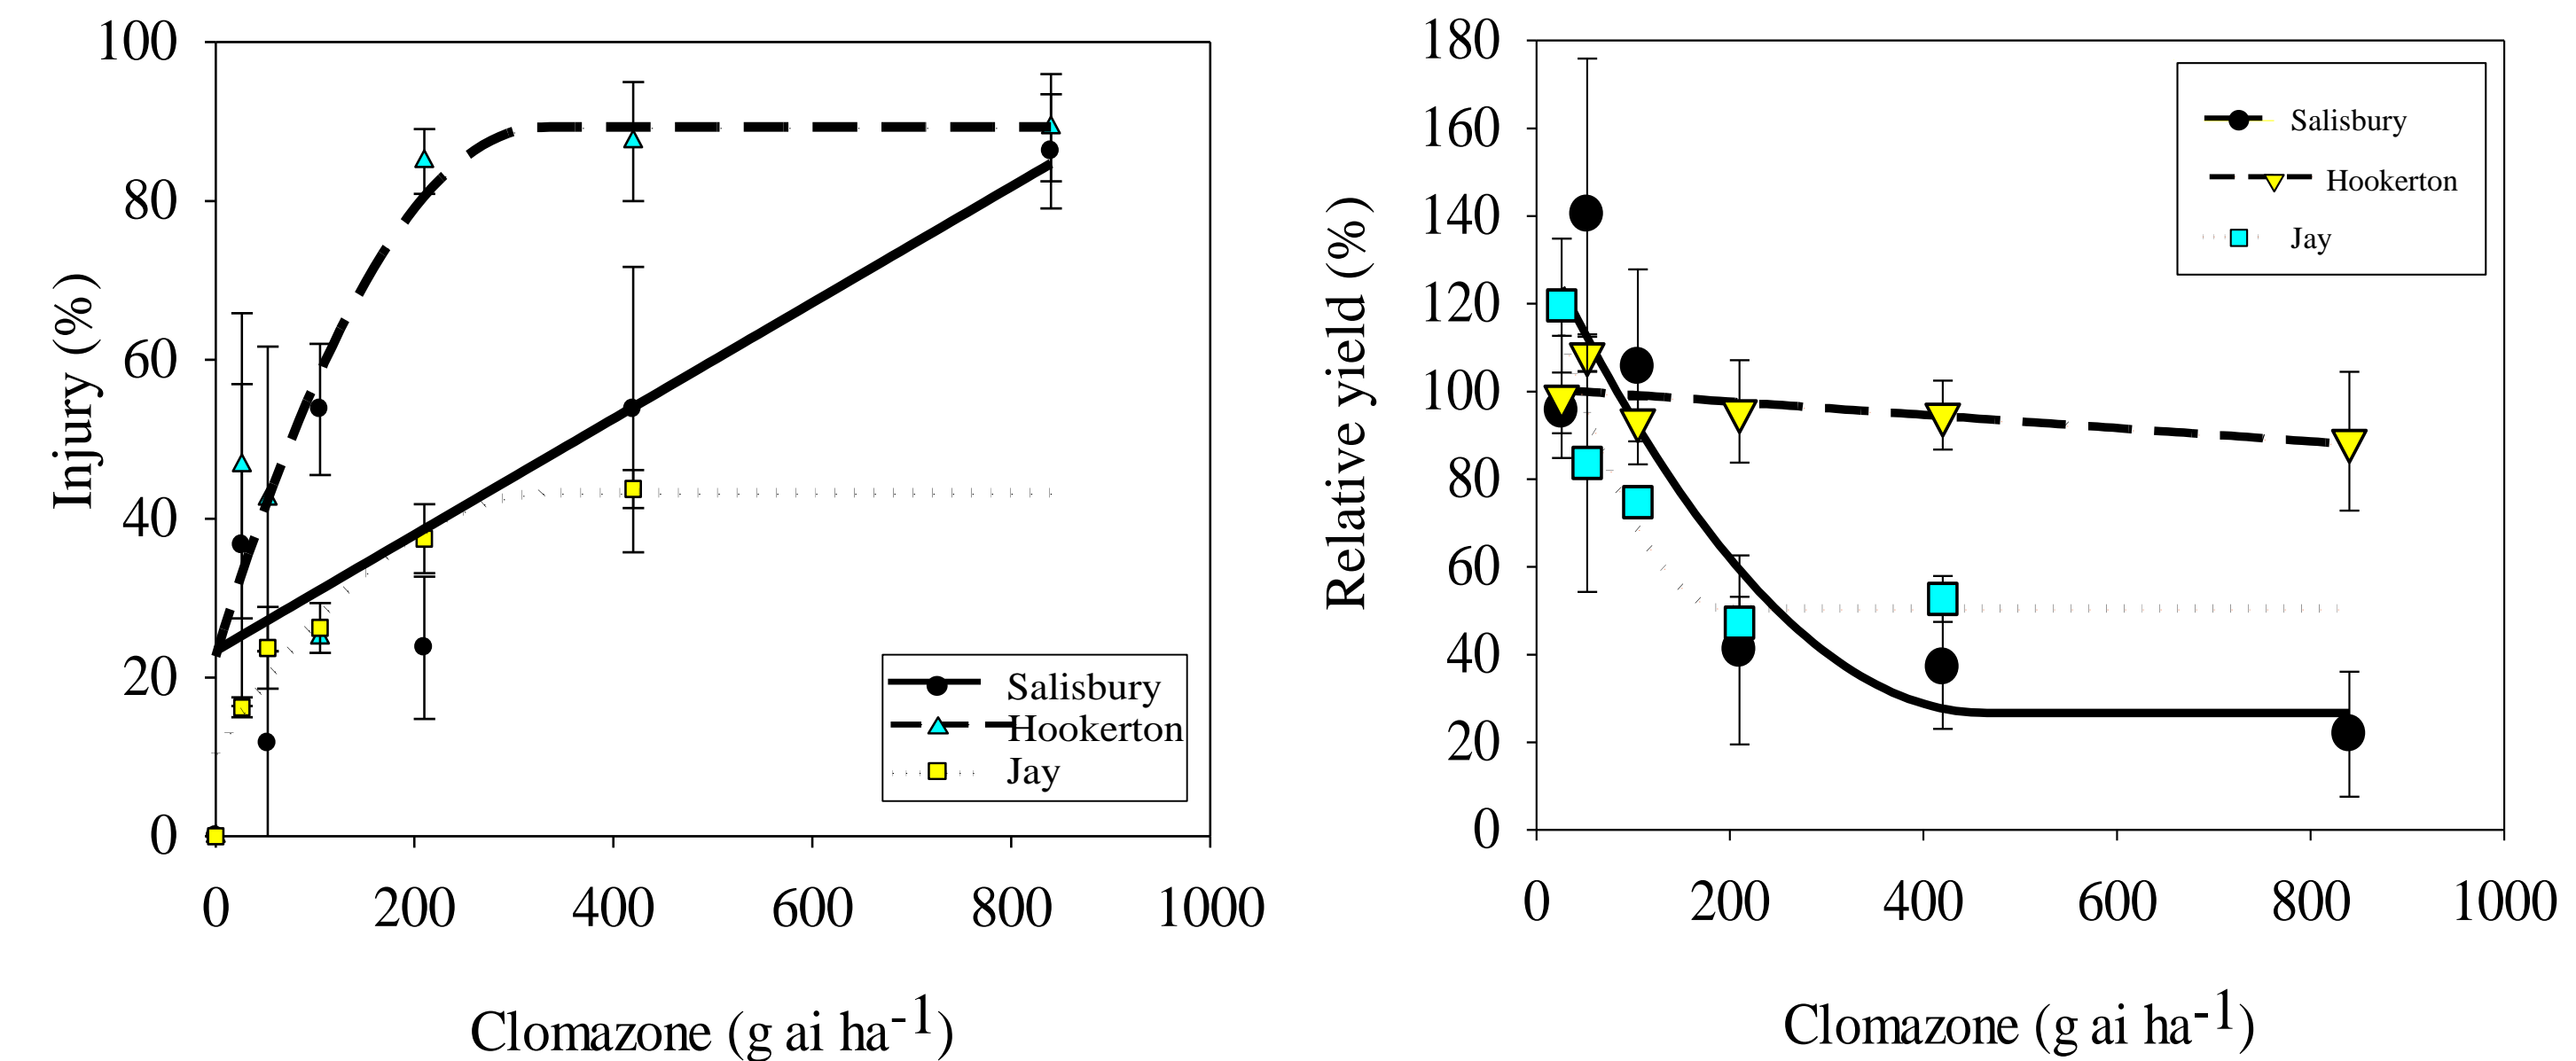 Injury (%)
100
80
60
40
20
0
Salisbury
Hookerton
Jay
0 200 400 600 800 1000
Clomazone (g ai ha-1)
Relative yield (%)
180
160
140
120
100
80
60
40
20
0
Salisbury
Hookerton
Jay
0 200 400 600 800 1000
Clomazone (g ai ha-1)